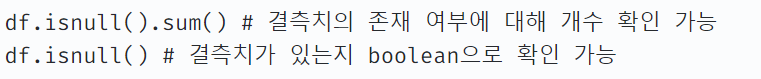 df.isnull().sum() # 결측치의 존재 여부에 대해 개수 확인 가능
df.isnull() # 결측치가 있는지 boolean으로 확인 가능